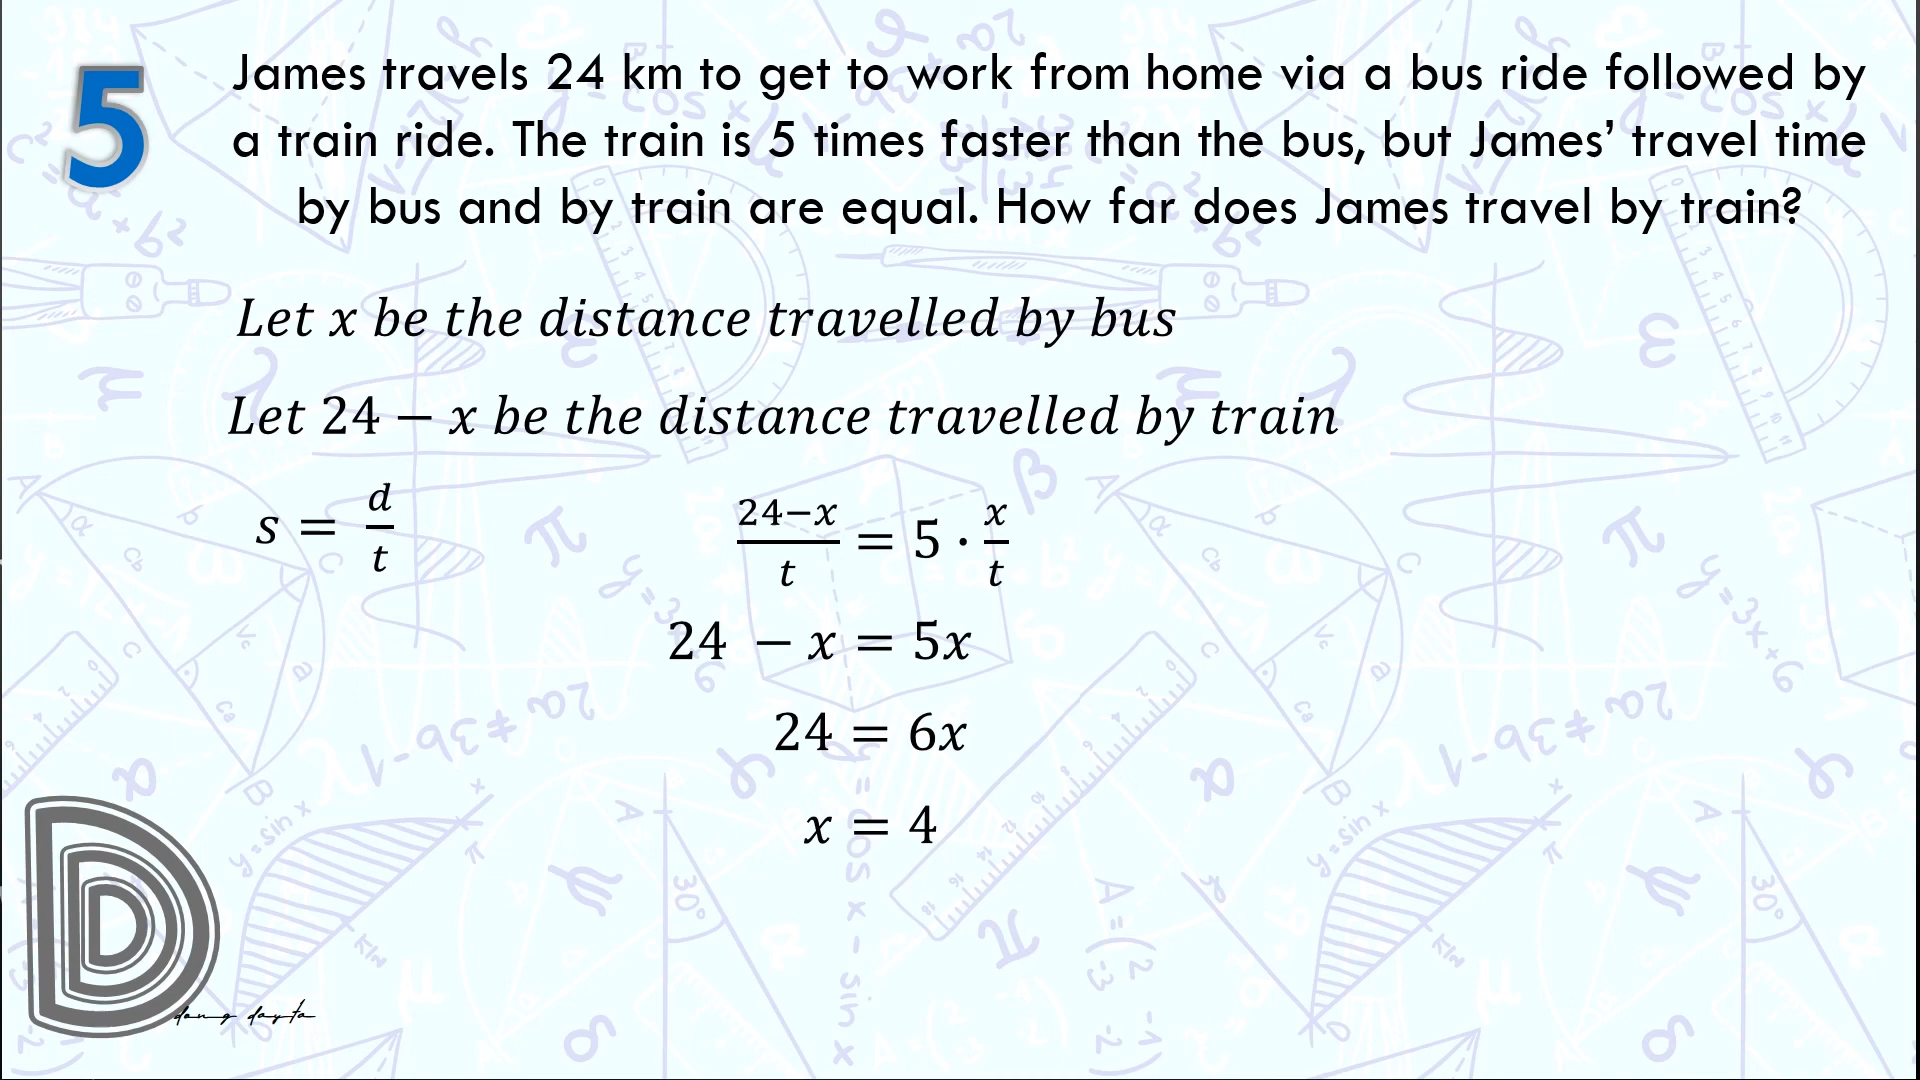 5
James travels 24 km to get to work from home via a bus ride followed by
a train ride. The train is 5 times faster than the bus, but James’ travel time
by bus and by train are equal. How far does James travel by train?
Let x be the distance travelled by bus
Let 24 − x be the distance travelled by train
s = d/t
(24−x)/t = 5 · x/t
24 − x = 5x
24 = 6x
x = 4
D
dang dayta